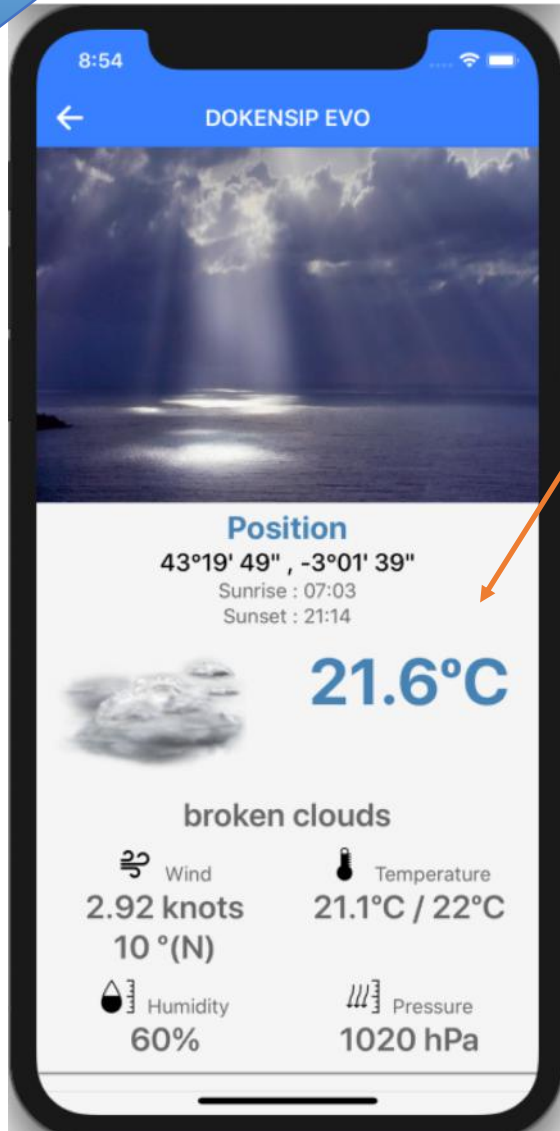 8:54
DOKENSIP EVO
Position
43°19' 49" , -3°01' 39"
Sunrise : 07:03
Sunset : 21:14
21.6°C
broken clouds
Wind
2.92 knots
10 °(N)
Temperature
21.1°C / 22°C
Humidity
60%
Pressure
1020 hPa